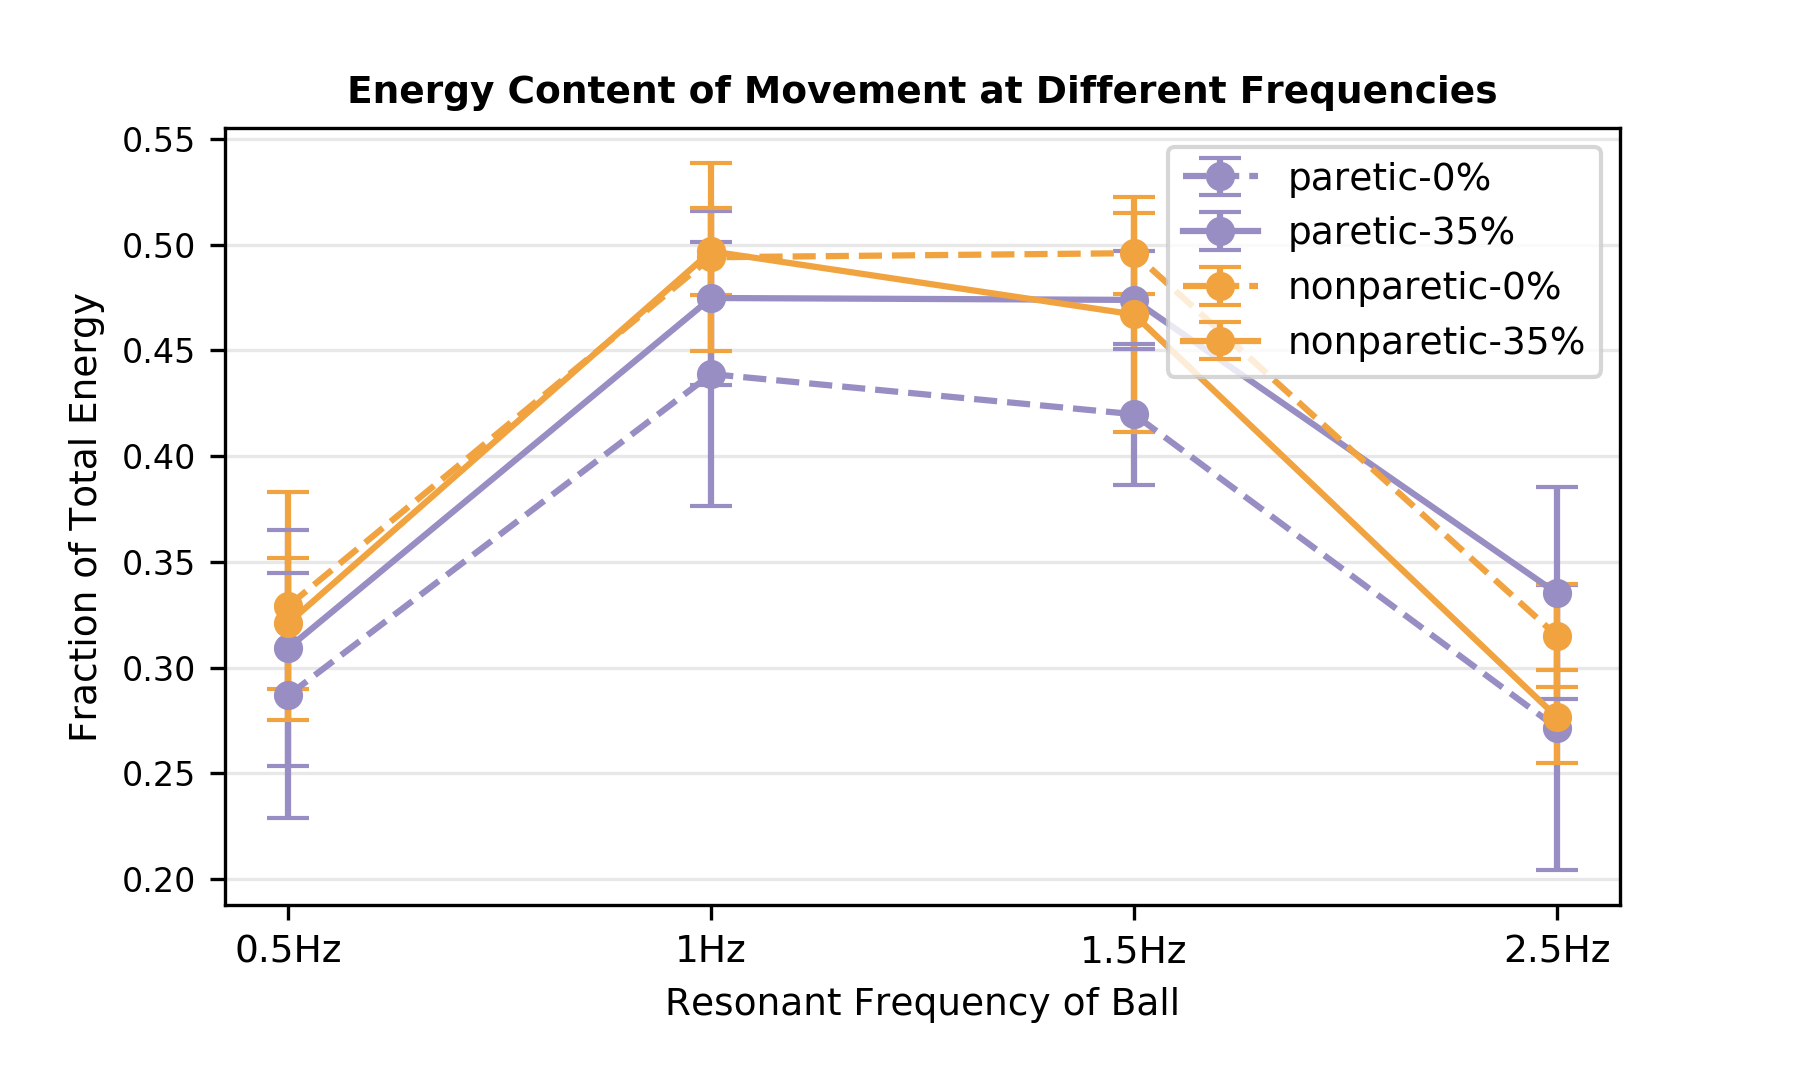 Energy Content of Movement at Different Frequencies
0.55
0.50
0.45
0.40
0.35
0.30
0.25
0.20
Fraction of Total Energy
paretic-0%
paretic-35%
nonparetic-0%
nonparetic-35%
0.5Hz 1Hz 1.5Hz 2.5Hz
Resonant Frequency of Ball